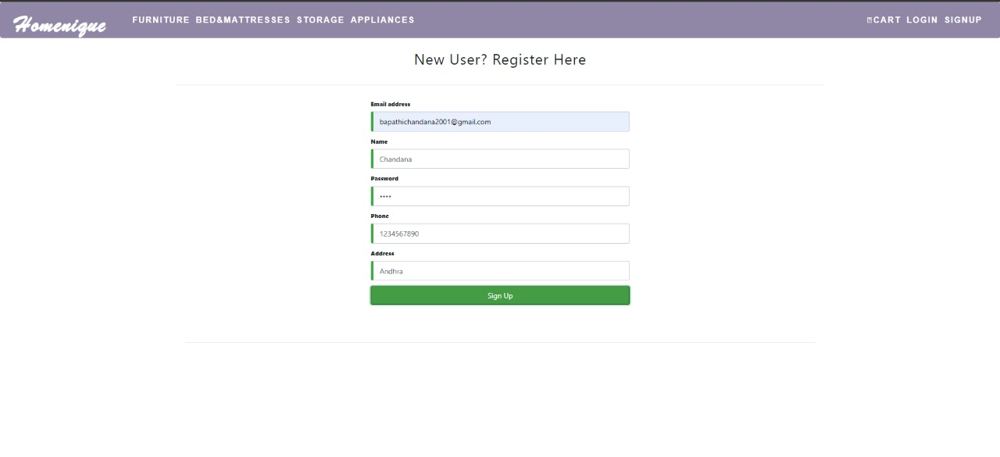 Homenique FURNITURE BED&MATTRESSES STORAGE APPLIANCES CART LOGIN SIGNUP
New User? Register Here
Email address
bapathichandana2001@gmail.com
Name
Chandana
Password
••••
Phone
1234567890
Address
Andhra
Sign Up